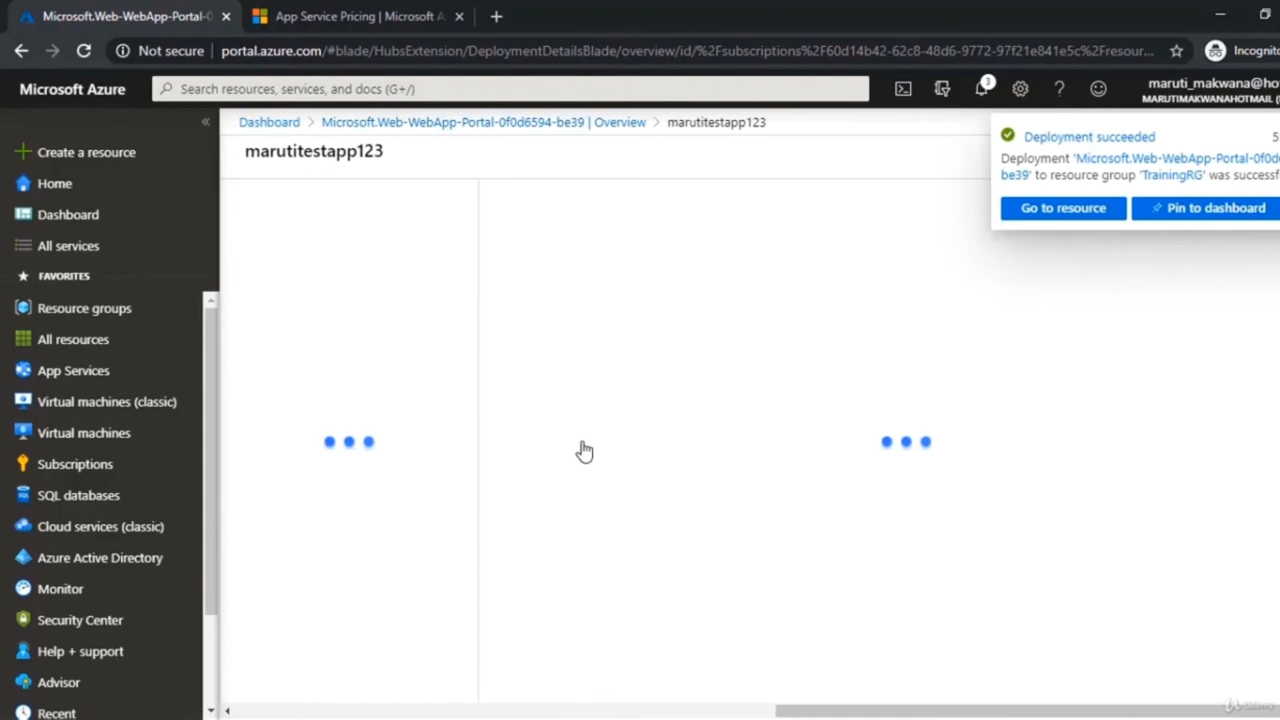 Microsoft.Web-WebApp-Portal-0
App Service Pricing | Microsoft A
Not secure
portal.azure.com/#blade/HubsExtension/DeploymentDetailsBlade/overview/id/%2Fsubscriptions%2F60d14b42-62c8-48d6-9772-97f21e841e5c%2Fresour...
Incognito
Microsoft Azure
Search resources, services, and docs (G+/)
3
maruti_makwana@ho
MARUTIMAKWANAHOTMAIL (
Dashboard > Microsoft.Web-WebApp-Portal-0f0d6594-be39 | Overview > marutitestapp123
marutitestapp123
Deployment succeeded
5
Deployment 'Microsoft.Web-WebApp-Portal-0f0d
be39' to resource group 'TrainingRG' was successf
Go to resource
Pin to dashboard
Create a resource
Home
Dashboard
All services
FAVORITES
Resource groups
All resources
App Services
Virtual machines (classic)
Virtual machines
Subscriptions
SQL databases
Cloud services (classic)
Azure Active Directory
Monitor
Security Center
Help + support
Advisor
Recent
Udemy